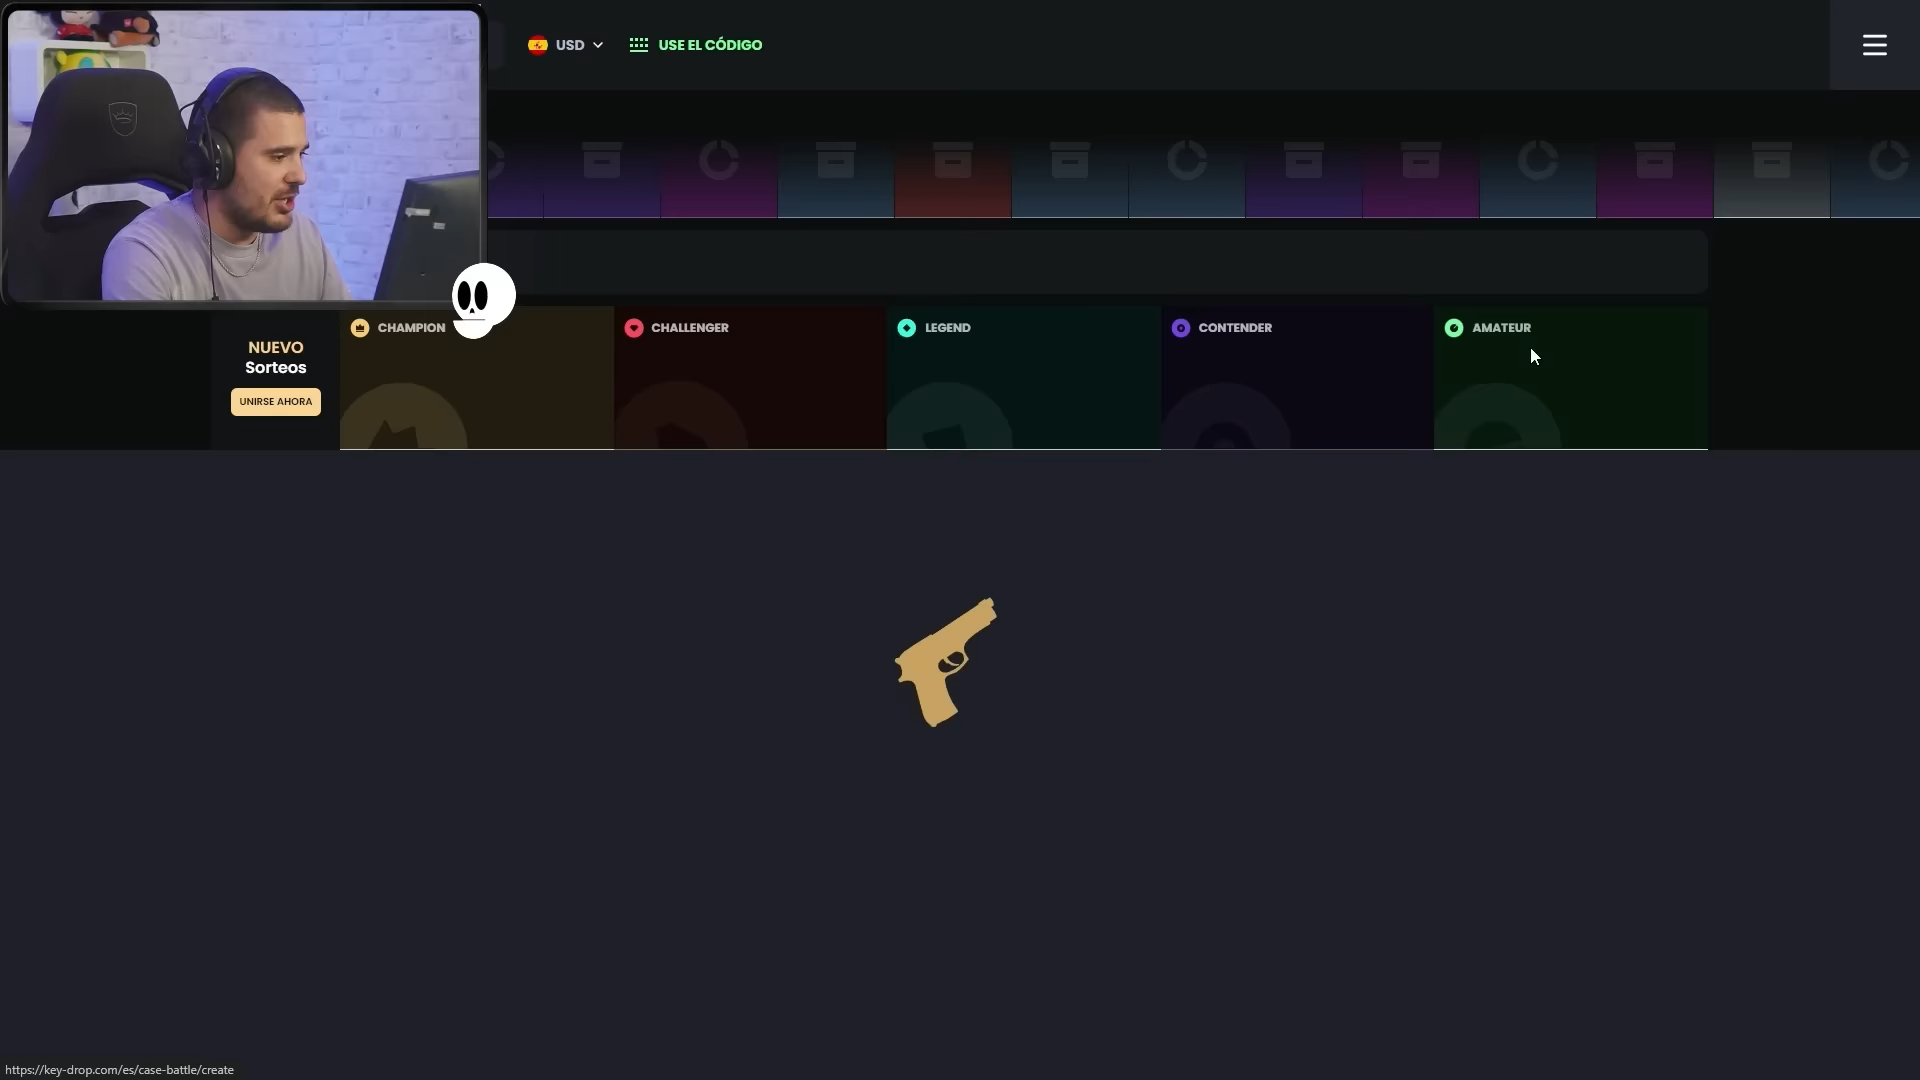 USD
USE EL CÓDIGO
NUEVO
Sorteos
UNIRSE AHORA
CHAMPION
CHALLENGER
LEGEND
CONTENDER
AMATEUR
https://key-drop.com/es/case-battle/create